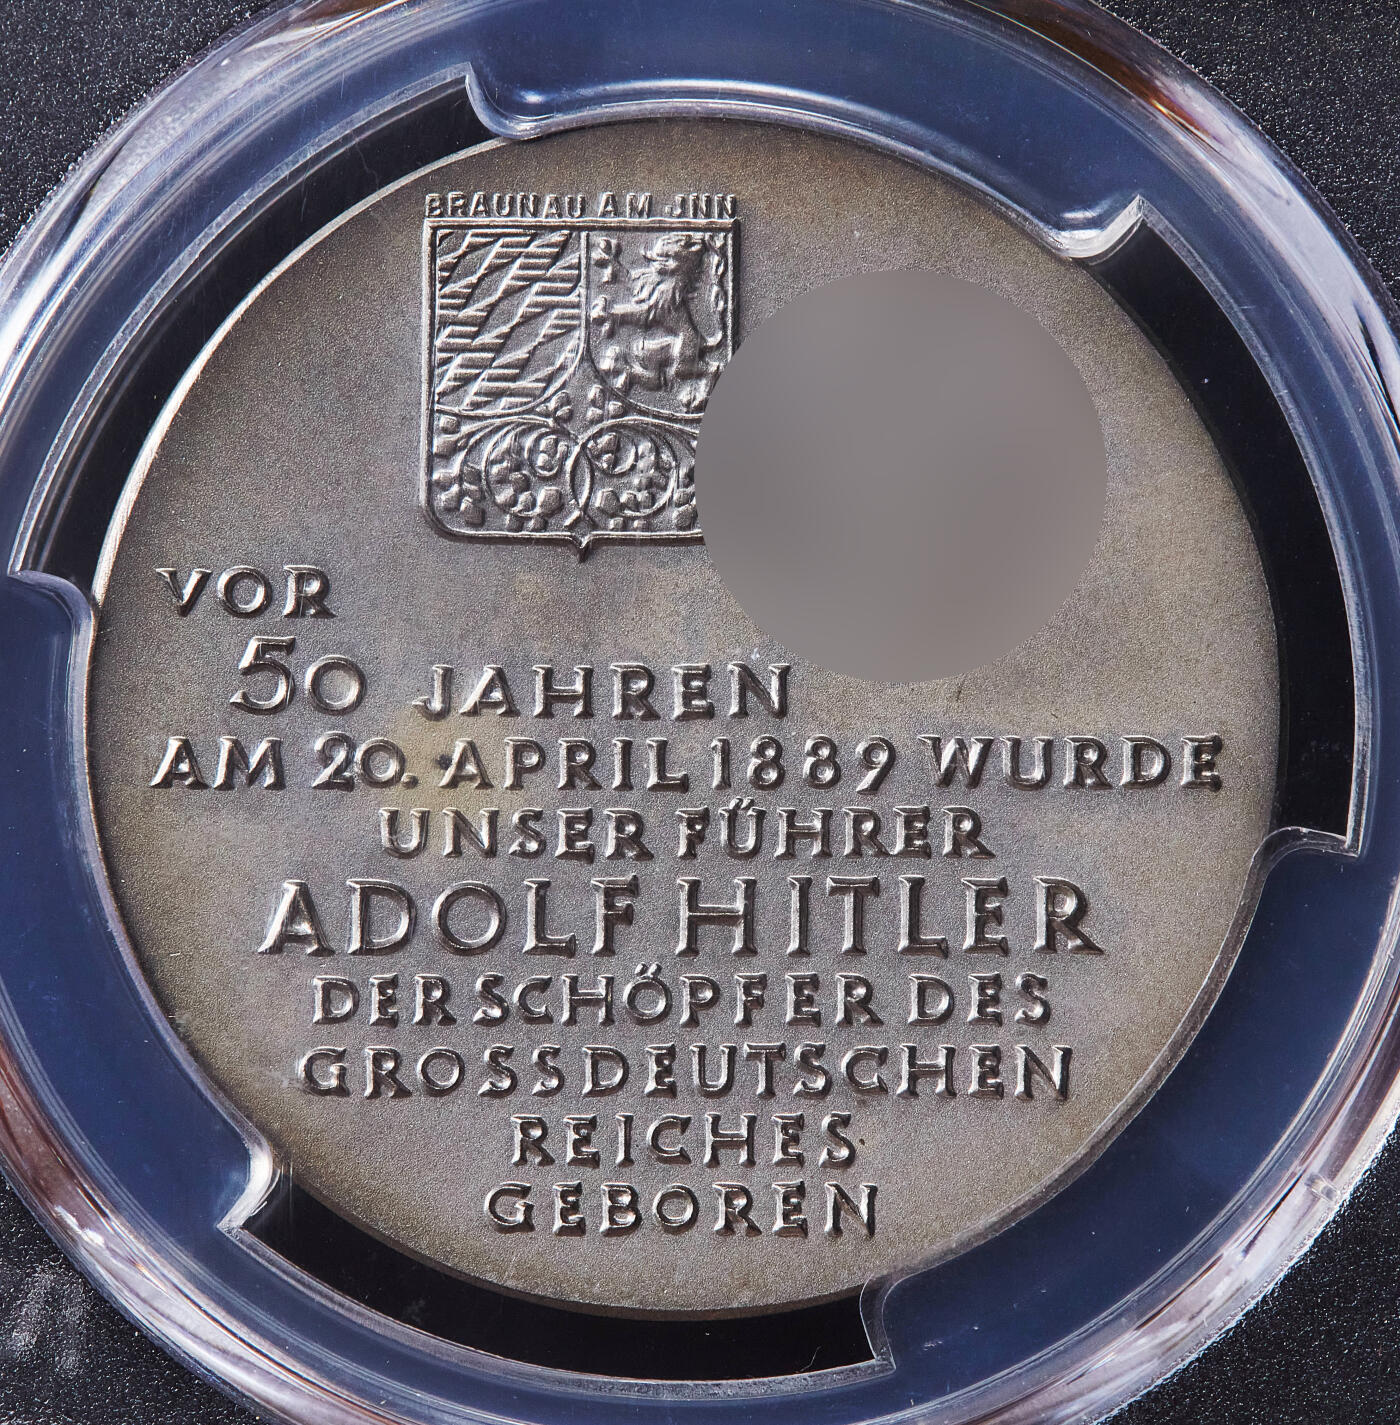 BRAUNAU AM JNN
VOR
50 JAHREN
AM 20. APRIL 1889 WURDE
UNSER FÜHRER
ADOLF HITLER
DER SCHÖPFER DES
GROSSDEUTSCHEN
REICHES
GEBOREN